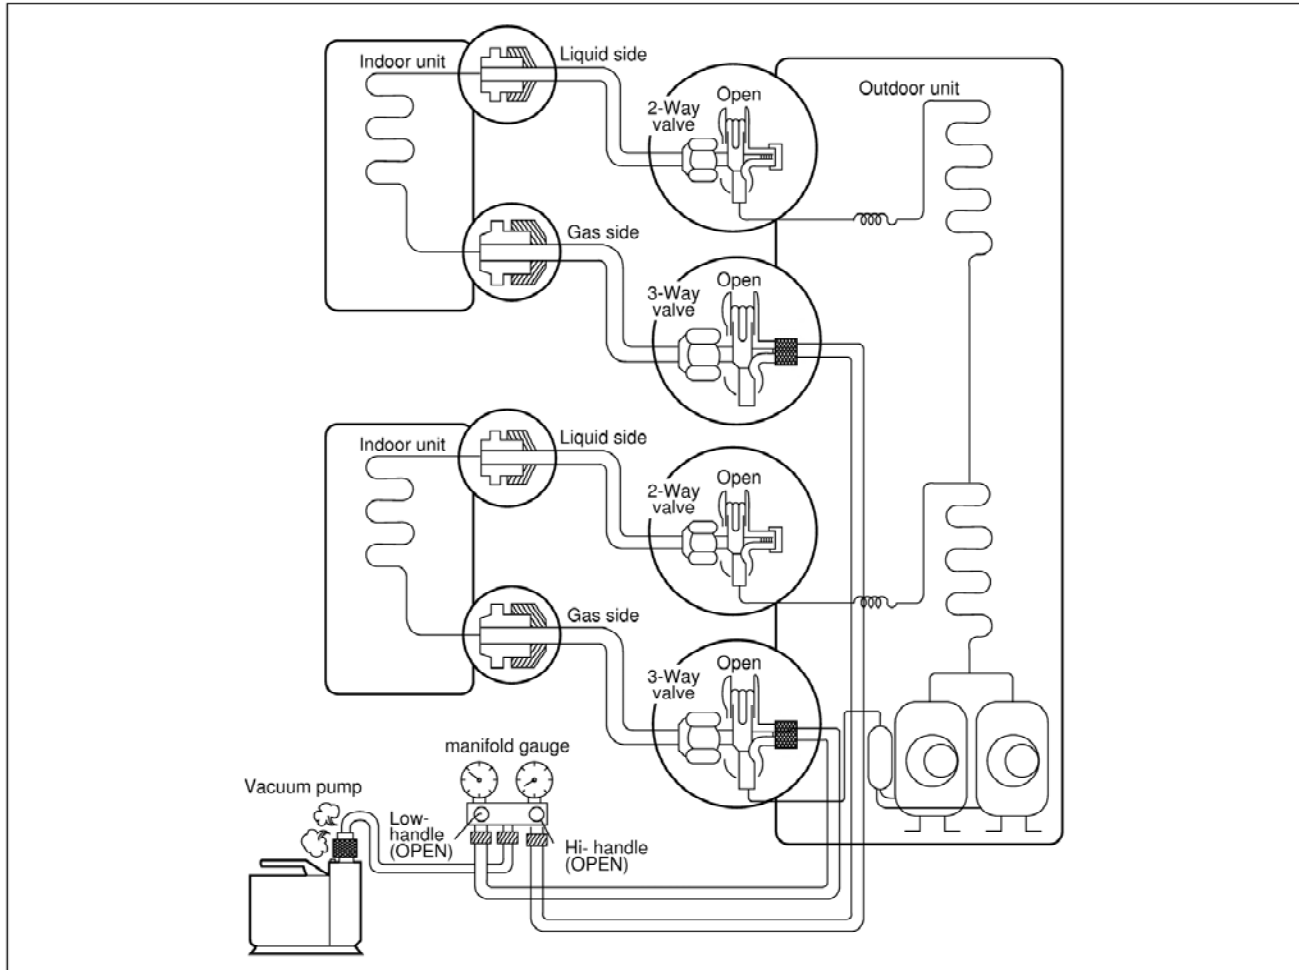 Indoor unit
Liquid side
2-Way
valve
Open
Outdoor unit
Gas side
3-Way
valve
Open
Indoor unit
Liquid side
2-Way
valve
Open
Gas side
3-Way
valve
Open
manifold gauge
Vacuum pump
Low-
handle
(OPEN)
Hi- handle
(OPEN)